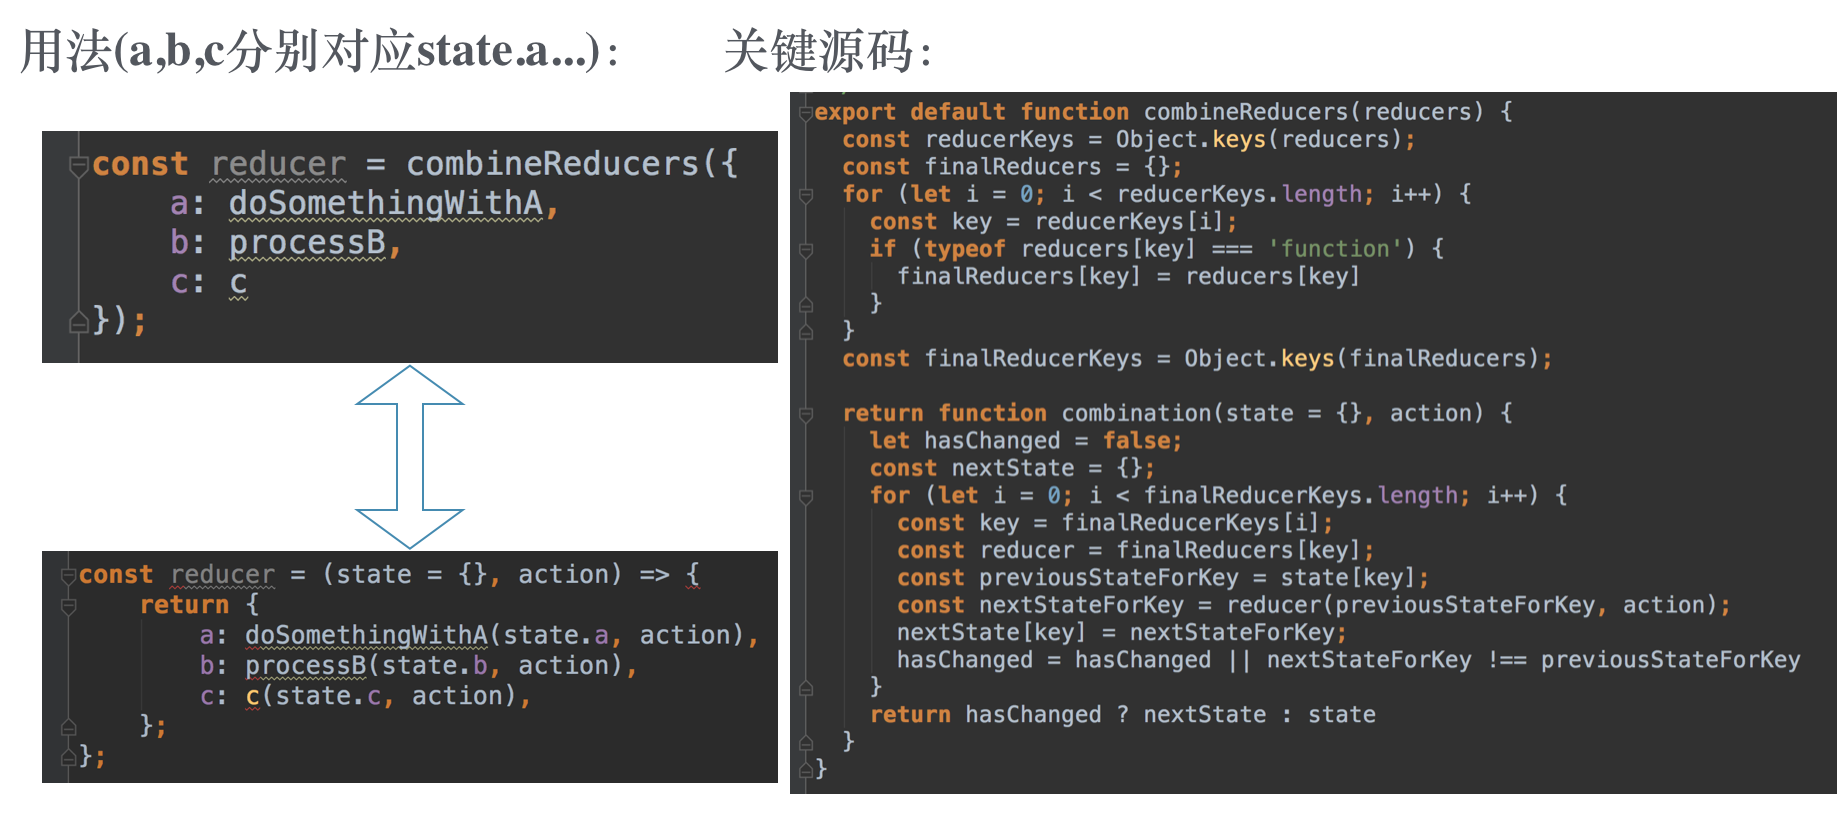 用法(a,b,c分别对应state.a...)：
const reducer = combineReducers({
    a: doSomethingWithA,
    b: processB,
    c: c
});
const reducer = (state = {}, action) => {
    return {
        a: doSomethingWithA(state.a, action),
        b: processB(state.b, action),
        c: c(state.c, action),
    };
};
关键源码：
export default function combineReducers(reducers) {
  const reducerKeys = Object.keys(reducers);
  const finalReducers = {};
  for (let i = 0; i < reducerKeys.length; i++) {
    const key = reducerKeys[i];
    if (typeof reducers[key] === 'function') {
      finalReducers[key] = reducers[key]
    }
  }
  const finalReducerKeys = Object.keys(finalReducers);
  return function combination(state = {}, action) {
    let hasChanged = false;
    const nextState = {};
    for (let i = 0; i < finalReducerKeys.length; i++) {
      const key = finalReducerKeys[i];
      const reducer = finalReducers[key];
      const previousStateForKey = state[key];
      const nextStateForKey = reducer(previousStateForKey, action);
      nextState[key] = nextStateForKey;
      hasChanged = hasChanged || nextStateForKey !== previousStateForKey
    }
    return hasChanged ? nextState : state
  }
}